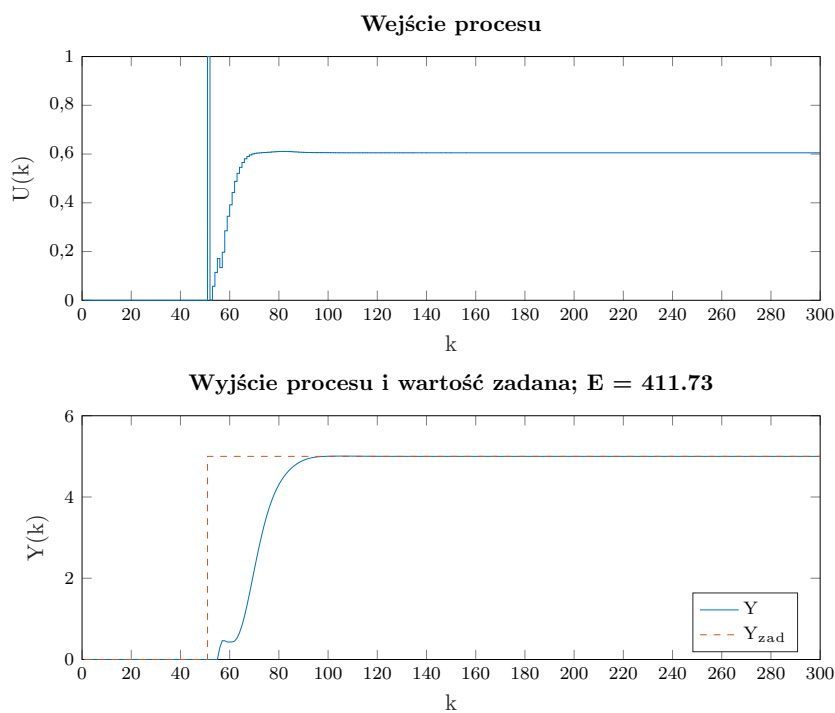 Wejście procesu
1
0,8
0,6
0,4
0,2
0
U(k)
0 20 40 60 80 100 120 140 160 180 200 220 240 260 280 300
k
Wyjście procesu i wartość zadana; E = 411.73
6
4
2
0
Y(k)
Y
Y_zad
0 20 40 60 80 100 120 140 160 180 200 220 240 260 280 300
k